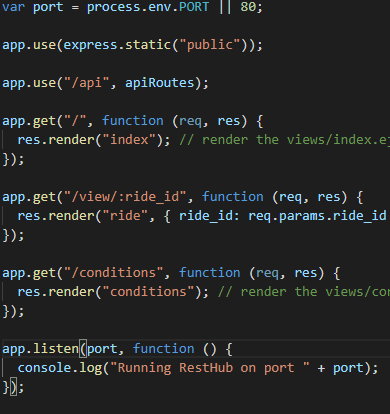 var port = process.env.PORT || 80;
app.use(express.static("public"));
app.use("/api", apiRoutes);
app.get("/", function (req, res) {
res.render("index"); // render the views/index.e
});
app.get("/view/:ride_id", function (req, res) {
res.render("ride", { ride_id: req.params.ride_id
});
app.get("/conditions", function (req, res) {
res.render("conditions"); // render the views/co
});
app.listen(port, function () {
console.log("Running RestHub on port " + port);
});